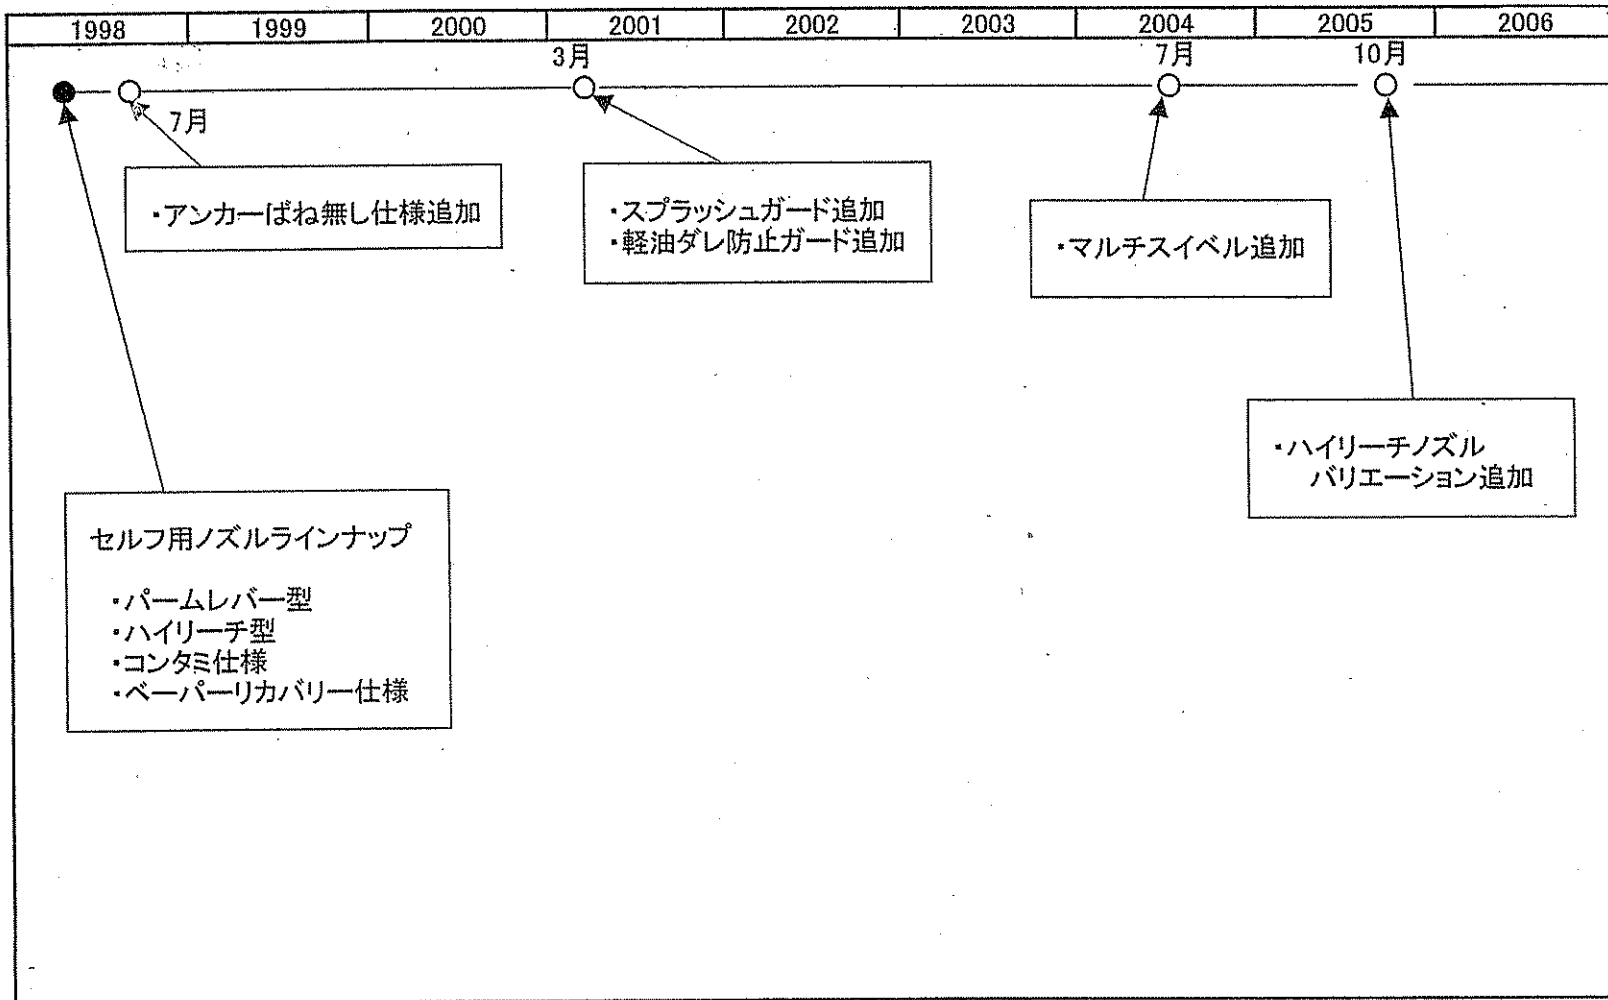 1998 1999 2000 2001 2002 2003 2004 2005 2006
3月 7月 10月
7月
・アンカーばね無し仕様追加
・スプラッシュガード追加
・軽油ダレ防止ガード追加
・マルチスイベル追加
・ハイリーチノズル
バリエーション追加
セルフ用ノズルラインナップ
・パームレバー型
・ハイリーチ型
・コンタミ仕様
・ベーパーリカバリー仕様